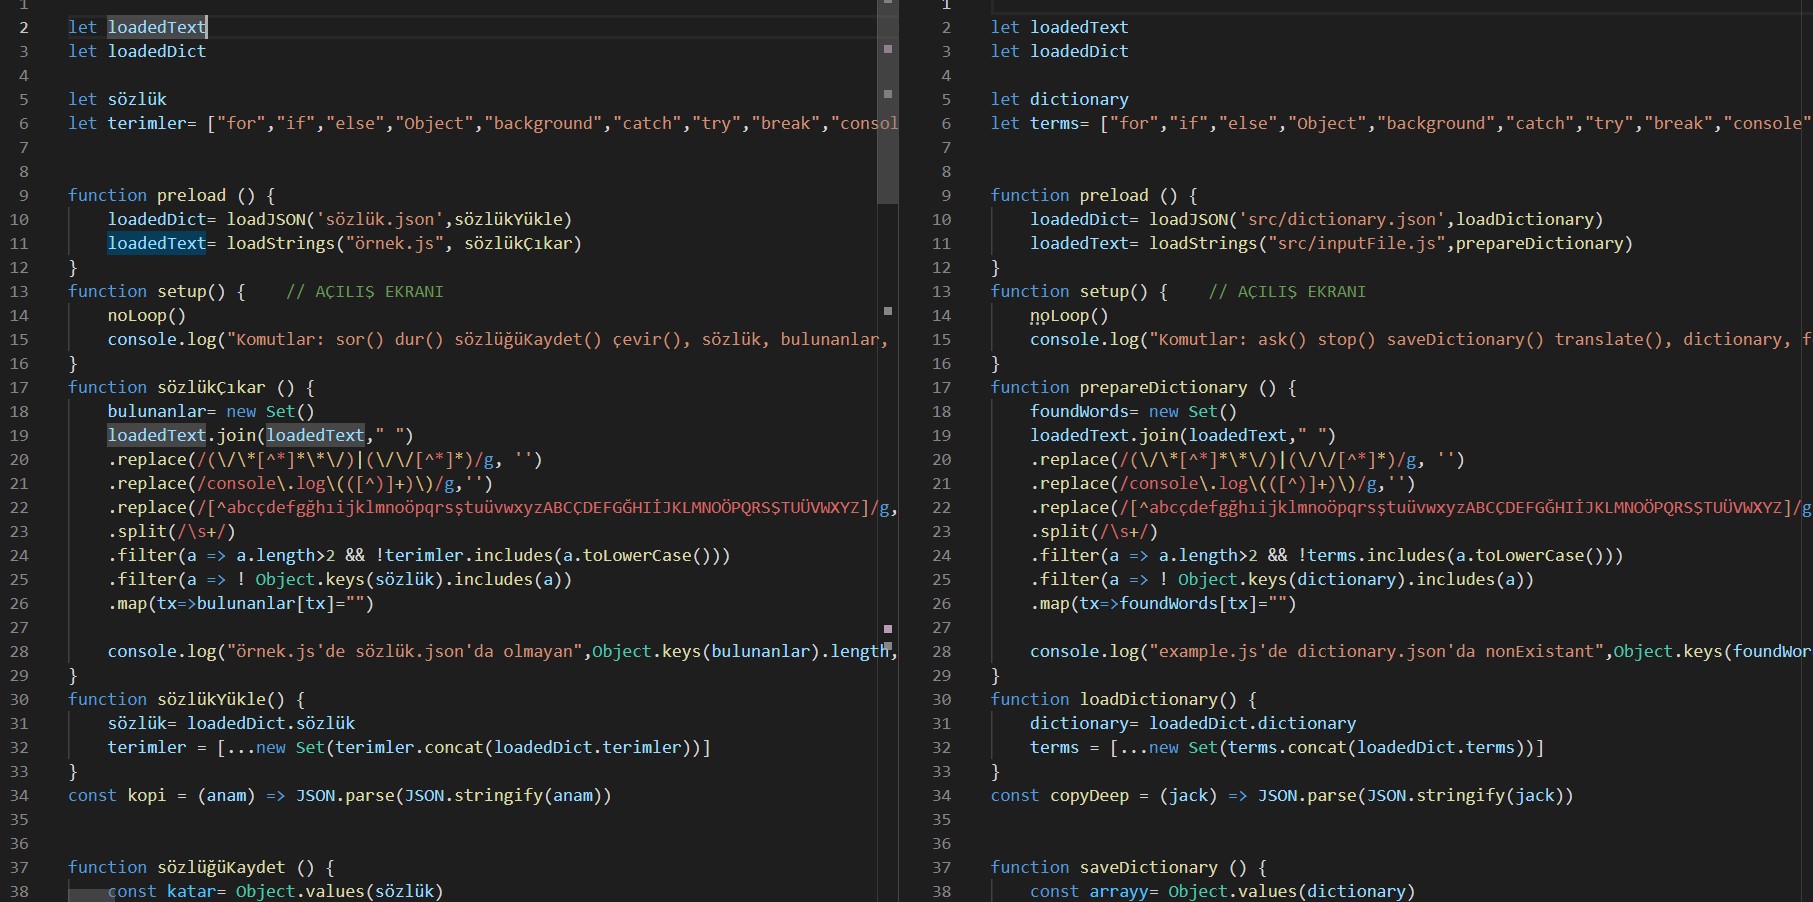 1
2 let loadedText
3 let loadedDict
4
5 let sözlük
6 let terimler= ["for","if","else","Object","background","catch","try","break","consol
7
8
9 function preload () {
10 loadedDict= loadJSON('sözlük.json',sözlükYükle)
11 loadedText= loadStrings("örnek.js", sözlükÇıkar)
12 }
13 function setup() { // AÇILIŞ EKRANI
14 noLoop()
15 console.log("Komutlar: sor() dur() sözlüğüKaydet() çevir(), sözlük, bulunanlar,
16 }
17 function sözlükÇıkar () {
18 bulunanlar= new Set()
19 loadedText.join(loadedText," ")
20 .replace(/(\/\*[^*]*\*\/)|(\/\/[^*]*)/g, '')
21 .replace(/console\.log\(([^)]+)\)/g,'')
22 .replace(/[^abcçdefgğhıijklmnoöpqrsştuüvwxyzABCÇDEFGĞHIİJKLMNOÖPQRSŞTUÜVWXYZ]/g,
23 .split(/\s+/)
24 .filter(a => a.length>2 && !terimler.includes(a.toLowerCase()))
25 .filter(a => ! Object.keys(sözlük).includes(a))
26 .map(tx=>bulunanlar[tx]="")
27
28 console.log("örnek.js'de sözlük.json'da olmayan",Object.keys(bulunanlar).length,
29 }
30 function sözlükYükle() {
31 sözlük= loadedDict.sözlük
32 terimler = [...new Set(terimler.concat(loadedDict.terimler))]
33 }
34 const kopi = (anam) => JSON.parse(JSON.stringify(anam))
35
36
37 function sözlüğüKaydet () {
38 const katar= Object.values(sözlük)
1
2 let loadedText
3 let loadedDict
4
5 let dictionary
6 let terms= ["for","if","else","Object","background","catch","try","break","console"
7
8
9 function preload () {
10 loadedDict= loadJSON('src/dictionary.json',loadDictionary)
11 loadedText= loadStrings("src/inputFile.js",prepareDictionary)
12 }
13 function setup() { // AÇILIŞ EKRANI
14 noLoop()
15 console.log("Komutlar: ask() stop() saveDictionary() translate(), dictionary, f
16 }
17 function prepareDictionary () {
18 foundWords= new Set()
19 loadedText.join(loadedText," ")
20 .replace(/(\/\*[^*]*\*\/)|(\/\/[^*]*)/g, '')
21 .replace(/console\.log\(([^)]+)\)/g,'')
22 .replace(/[^abcçdefgğhıijklmnoöpqrsştuüvwxyzABCÇDEFGĞHIİJKLMNOÖPQRSŞTUÜVWXYZ]/g
23 .split(/\s+/)
24 .filter(a => a.length>2 && !terms.includes(a.toLowerCase()))
25 .filter(a => ! Object.keys(dictionary).includes(a))
26 .map(tx=>foundWords[tx]="")
27
28 console.log("example.js'de dictionary.json'da nonExistant",Object.keys(foundWor
29 }
30 function loadDictionary() {
31 dictionary= loadedDict.dictionary
32 terms = [...new Set(terms.concat(loadedDict.terms))]
33 }
34 const copyDeep = (jack) => JSON.parse(JSON.stringify(jack))
35
36
37 function saveDictionary () {
38 const arrayy= Object.values(dictionary)